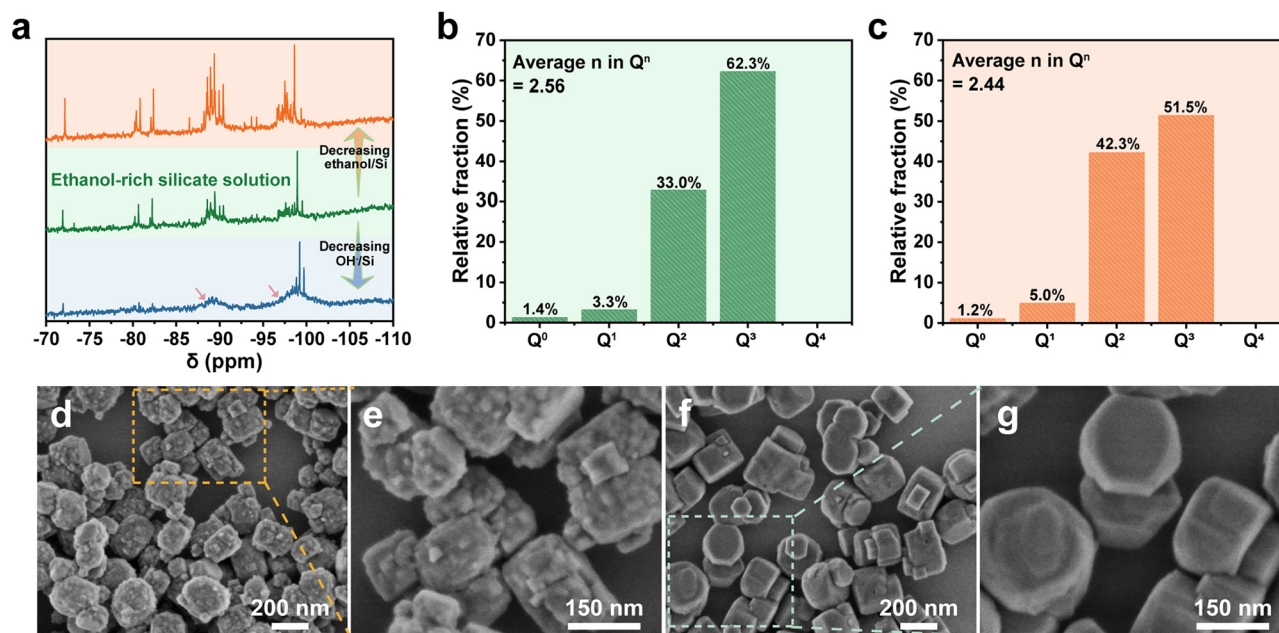 a
Decreasing
ethanol/Si
Ethanol-rich silicate solution
Decreasing
OH⁻/Si
-70 -75 -80 -85 -90 -95 -100 -105 -110
δ (ppm)
b
Average n in Qⁿ
= 2.56
Relative fraction (%)
70
60
50
40
30
20
10
0
1.4%
3.3%
33.0%
62.3%
Q⁰ Q¹ Q² Q³ Q⁴
c
Average n in Qⁿ
= 2.44
Relative fraction (%)
70
60
50
40
30
20
10
0
1.2%
5.0%
42.3%
51.5%
Q⁰ Q¹ Q² Q³ Q⁴
d
200 nm
e
150 nm
f
200 nm
g
150 nm